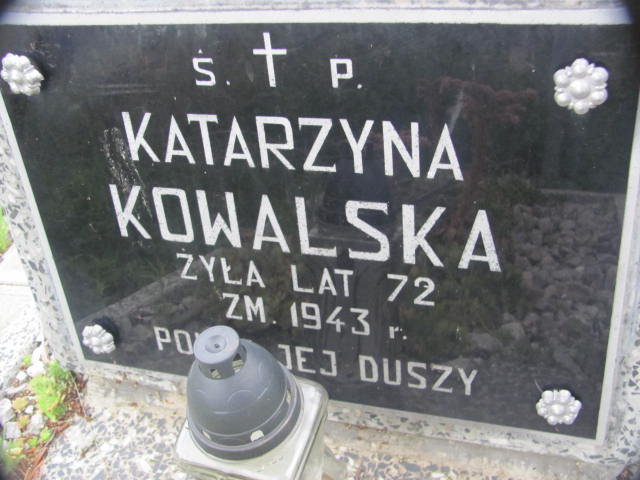 Ś. † P.
KATARZYNA
KOWALSKA
ŻYŁA LAT 72
ZM. 1943 r.
JEJ DUSZY